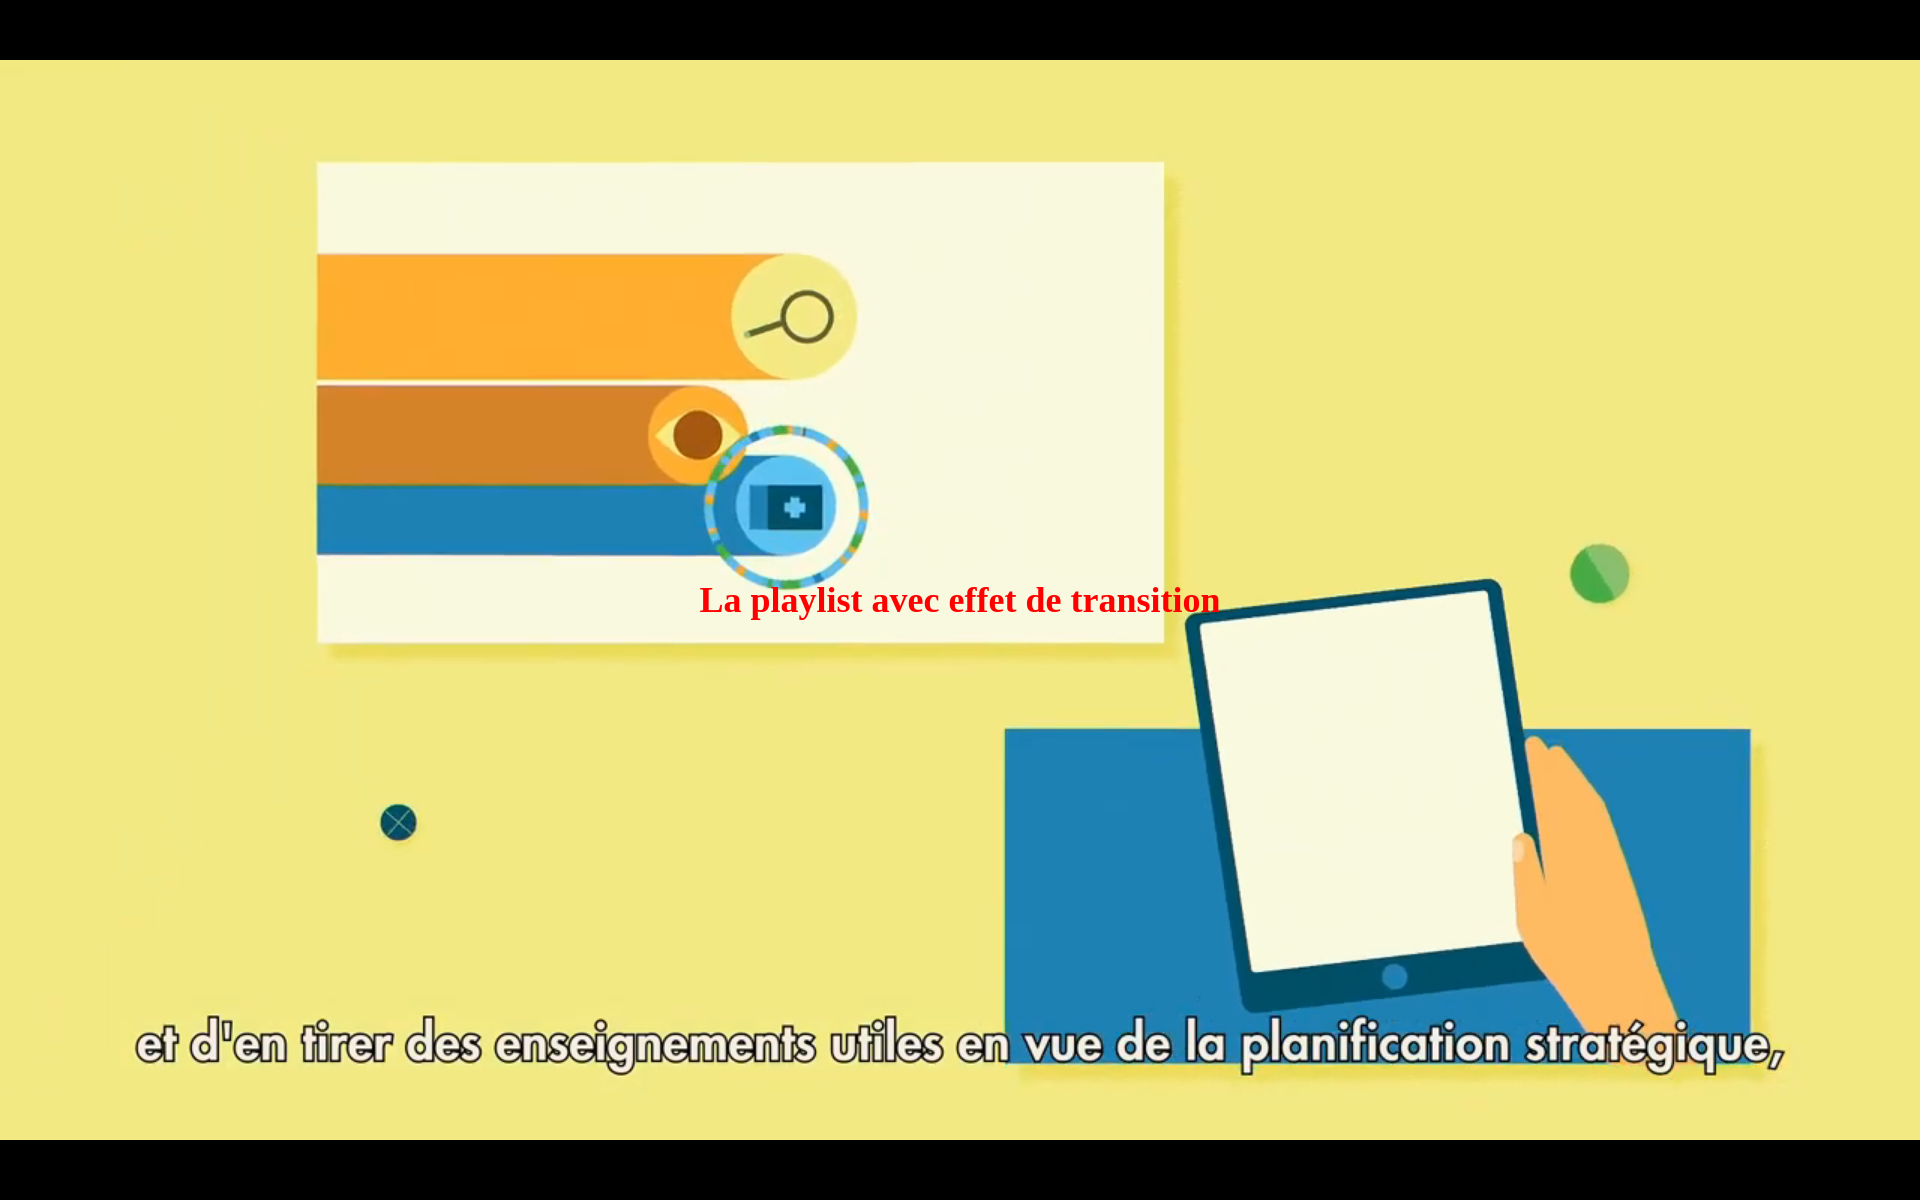 La playlist avec effet de transition
et d'en tirer des enseignements utiles en vue de la planification stratégique,